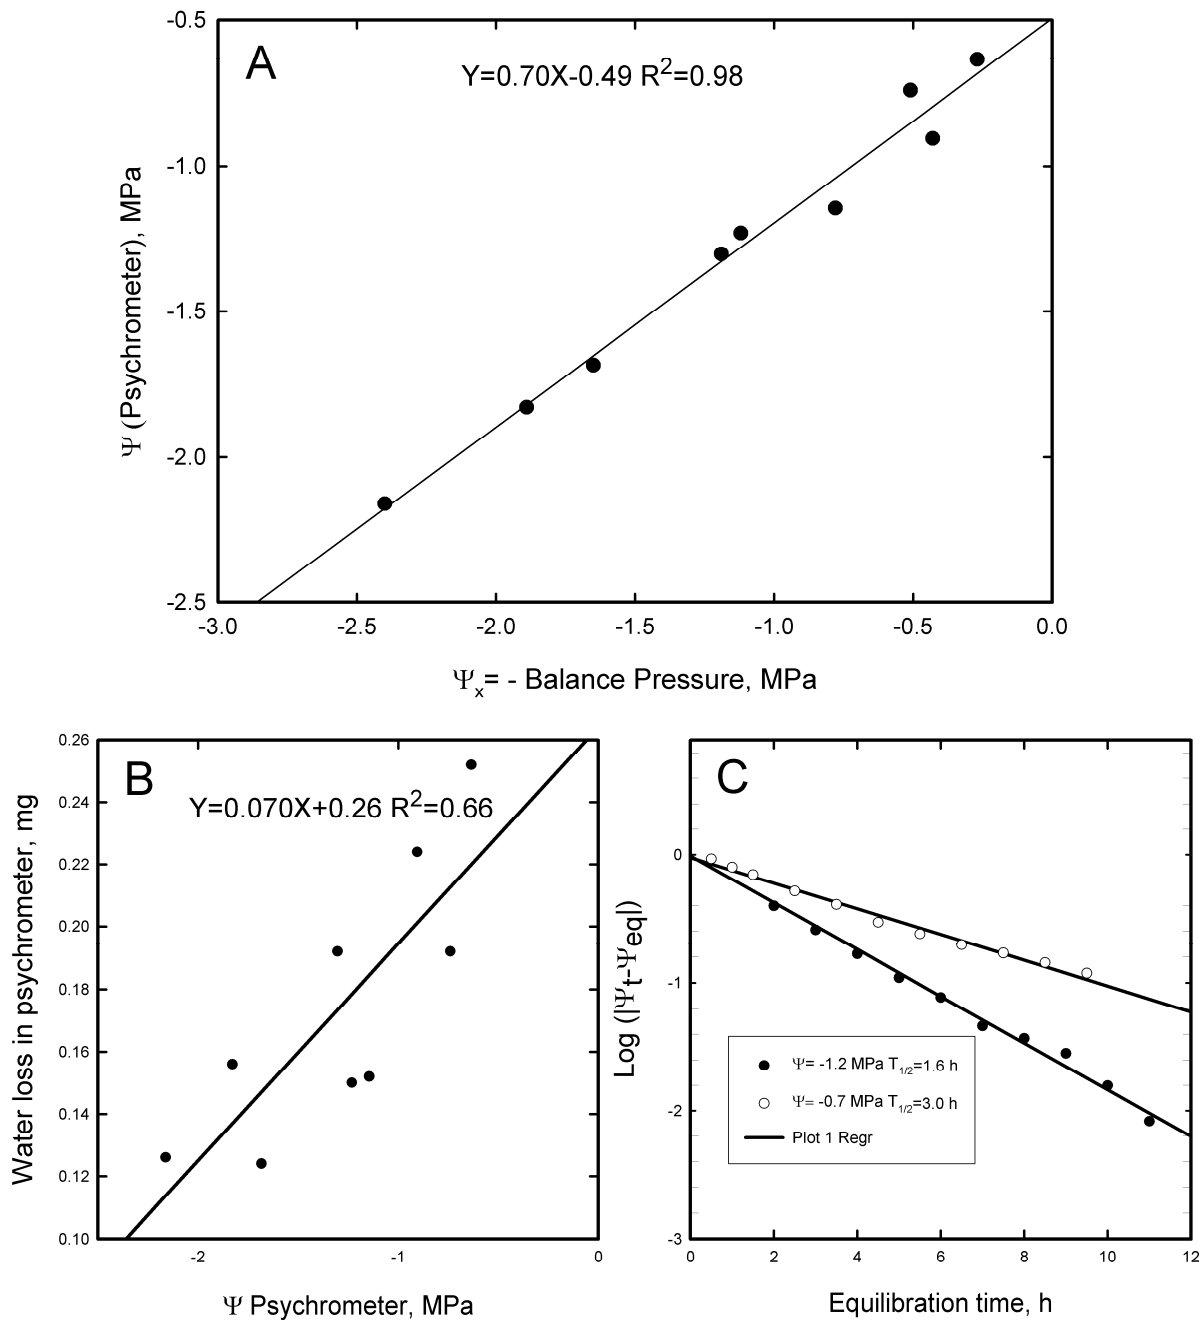 A
Y=0.70X-0.49 R²=0.98
-0.5
-1.0
-1.5
-2.0
-2.5
Ψ (Psychrometer), MPa
-3.0 -2.5 -2.0 -1.5 -1.0 -0.5 0.0
Ψx= - Balance Pressure, MPa
B
Y=0.070X+0.26 R²=0.66
0.26
0.24
0.22
0.20
0.18
0.16
0.14
0.12
0.10
Water loss in psychrometer, mg
-2 -1 0
Ψ Psychrometer, MPa
C
0
-1
-2
-3
Log (|Ψt-Ψeq|)
Ψ= -1.2 MPa T1/2=1.6 h
Ψ= -0.7 MPa T1/2=3.0 h
Plot 1 Regr
0 2 4 6 8 10 12
Equilibration time, h